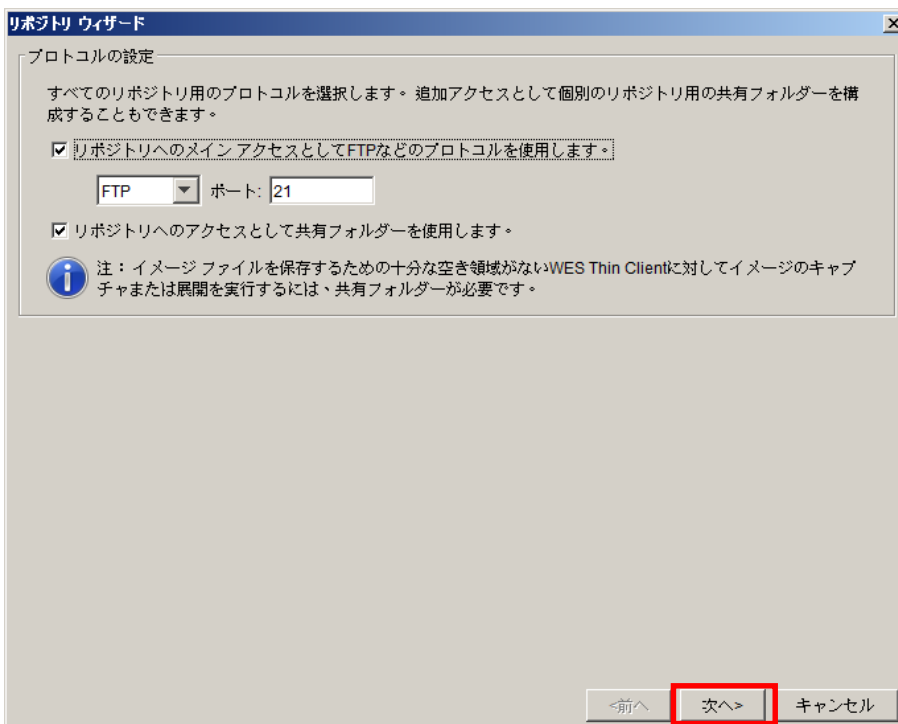 リポジトリ ウィザード
プロトコルの設定
すべてのリポジトリ用のプロトコルを選択します。追加アクセスとして個別のリポジトリ用の共有フォルダーを構
成することもできます。
リポジトリへのメイン アクセスとしてFTPなどのプロトコルを使用します。
FTP ポート: 21
リポジトリへのアクセスとして共有フォルダーを使用します。
注：イメージ ファイルを保存するための十分な空き領域がないWES Thin Clientに対してイメージのキャプ
チャまたは展開を実行するには、共有フォルダーが必要です。
<前へ 次へ> キャンセル